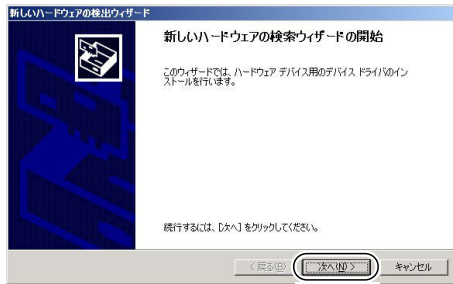 新しいハードウェアの検出ウィザード
新しいハードウェアの検索ウィザードの開始
このウィザードでは、ハードウェア デバイス用のデバイス ドライバのイン
ストールを行います。
続行するには、[次へ] をクリックしてください。
< 戻る(B) 次へ(N) > キャンセル